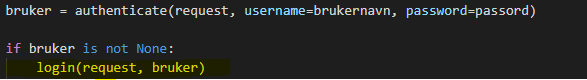 bruker = authenticate(request, username=brukernavn, password=passord)
if bruker is not None:
    login(request, bruker)